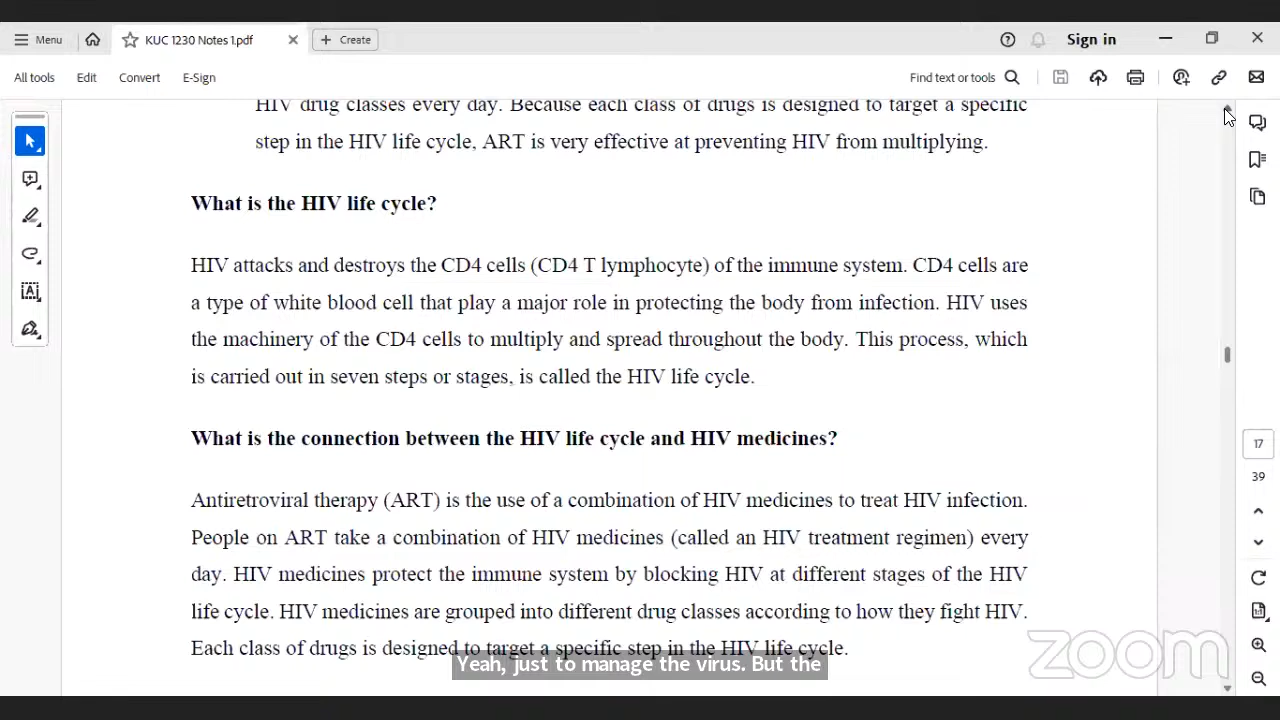 Menu
KUC 1230 Notes 1.pdf
Create
Sign in
All tools
Edit
Convert
E-Sign
Find text or tools
HIV drug classes every day. Because each class of drugs is designed to target a specific
step in the HIV life cycle, ART is very effective at preventing HIV from multiplying.
What is the HIV life cycle?
HIV attacks and destroys the CD4 cells (CD4 T lymphocyte) of the immune system. CD4 cells are
a type of white blood cell that play a major role in protecting the body from infection. HIV uses
the machinery of the CD4 cells to multiply and spread throughout the body. This process, which
is carried out in seven steps or stages, is called the HIV life cycle.
What is the connection between the HIV life cycle and HIV medicines?
Antiretroviral therapy (ART) is the use of a combination of HIV medicines to treat HIV infection.
People on ART take a combination of HIV medicines (called an HIV treatment regimen) every
day. HIV medicines protect the immune system by blocking HIV at different stages of the HIV
life cycle. HIV medicines are grouped into different drug classes according to how they fight HIV.
Each class of drugs is designed to target a specific step in the HIV life cycle.
Yeah, just to manage the virus. But the
zoom
17
39